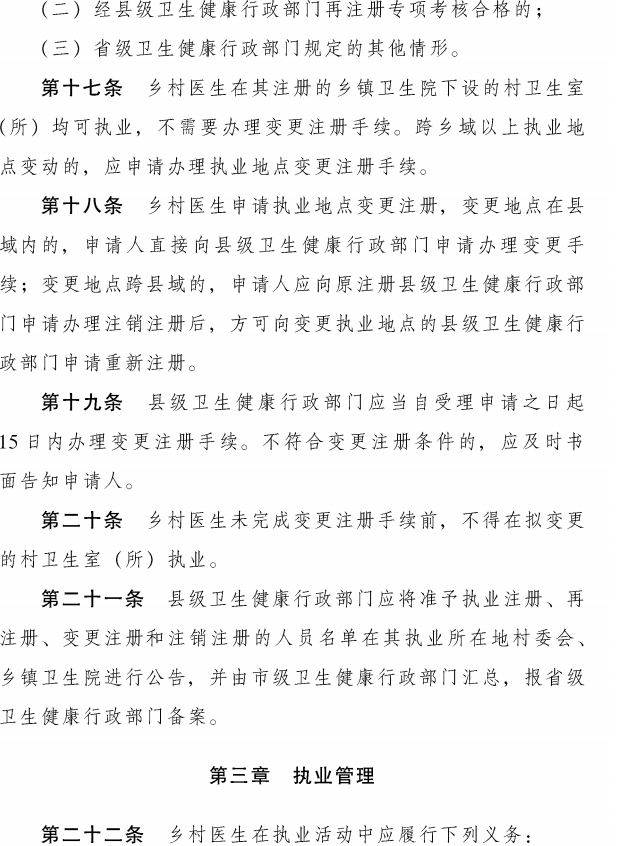 （二）经县级卫生健康行政部门再注册专项考核合格的；
（三）省级卫生健康行政部门规定的其他情形。
第十七条　乡村医生在其注册的乡镇卫生院下设的村卫生室
（所）均可执业，不需要办理变更注册手续。跨乡域以上执业地
点变动的，应申请办理执业地点变更注册手续。
第十八条　乡村医生申请执业地点变更注册，变更地点在县
域内的，申请人直接向县级卫生健康行政部门申请办理变更手
续；变更地点跨县域的，申请人应向原注册县级卫生健康行政部
门申请办理注销注册后，方可向变更执业地点的县级卫生健康行
政部门申请重新注册。
第十九条　县级卫生健康行政部门应当自受理申请之日起
15 日内办理变更注册手续。不符合变更注册条件的，应及时书
面告知申请人。
第二十条　乡村医生未完成变更注册手续前，不得在拟变更
的村卫生室（所）执业。
第二十一条　县级卫生健康行政部门应将准予执业注册、再
注册、变更注册和注销注册的人员名单在其执业所在地村委会、
乡镇卫生院进行公告，并由市级卫生健康行政部门汇总，报省级
卫生健康行政部门备案。
第三章　执业管理
第二十二条　乡村医生在执业活动中应履行下列义务：